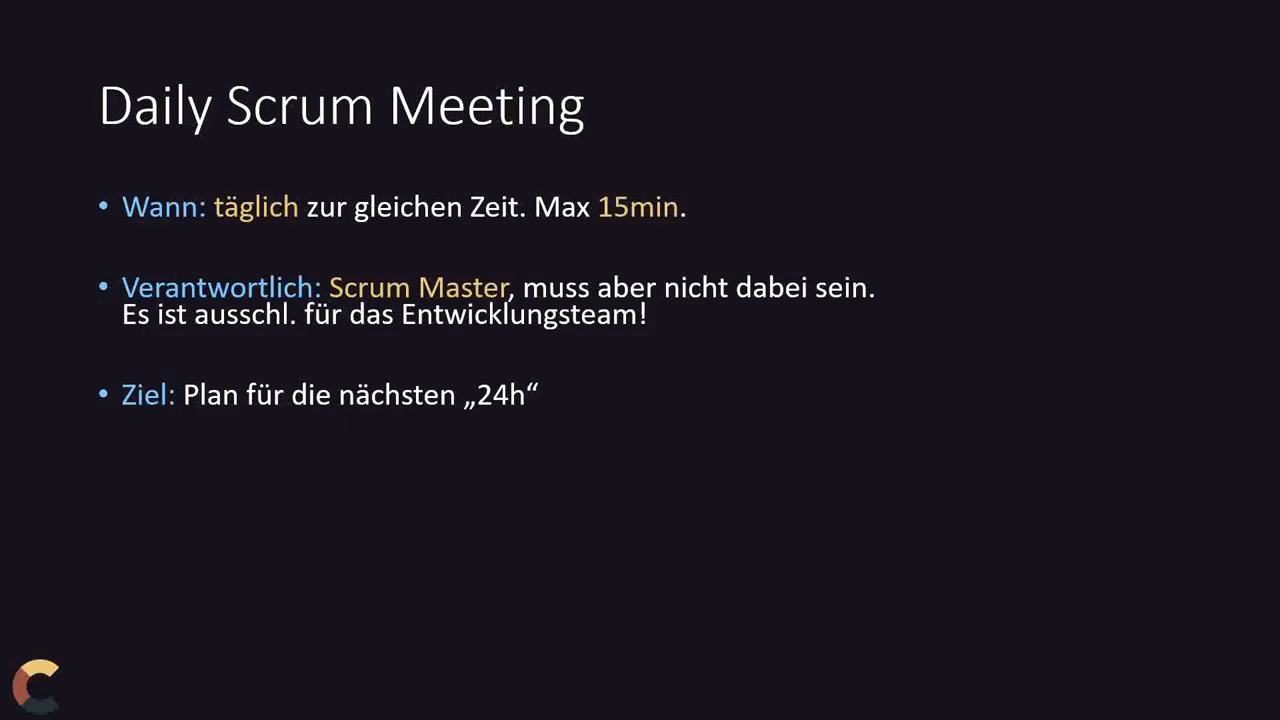 Daily Scrum Meeting
• Wann: täglich zur gleichen Zeit. Max 15min.
• Verantwortlich: Scrum Master, muss aber nicht dabei sein.
Es ist ausschl. für das Entwicklungsteam!
• Ziel: Plan für die nächsten „24h“